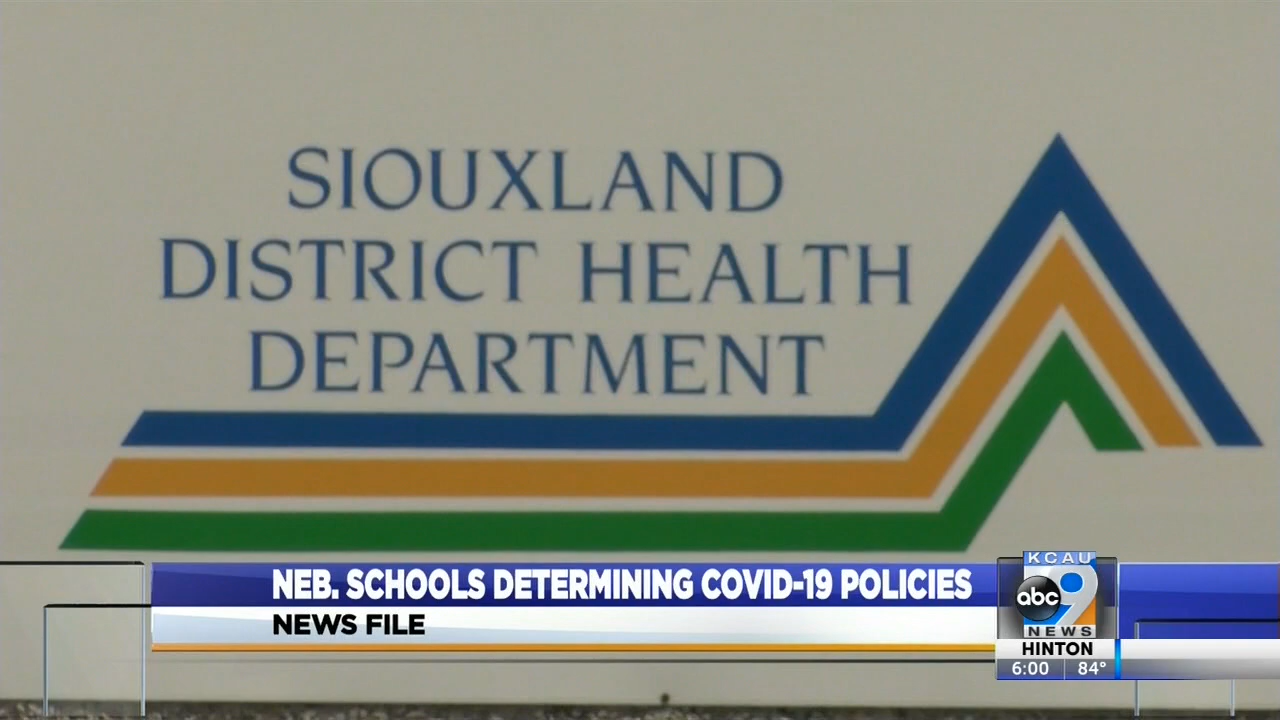 SIOUXLAND
DISTRICT HEALTH
DEPARTMENT
NEB. SCHOOLS DETERMINING COVID-19 POLICIES
NEWS FILE
KCAU
abc 9
NEWS
HINTON
6:00 84°